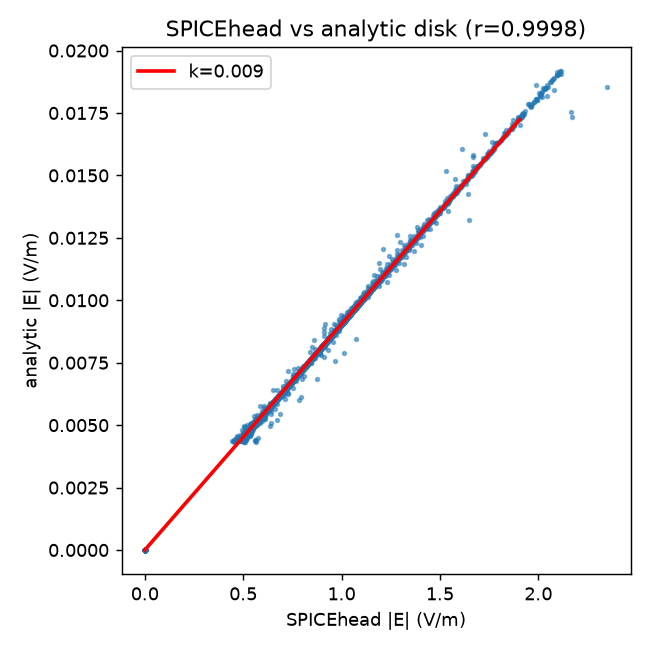 SPICEhead vs analytic disk (r=0.9998)
k=0.009
analytic |E| (V/m)
0.0200
0.0175
0.0150
0.0125
0.0100
0.0075
0.0050
0.0025
0.0000
0.0 0.5 1.0 1.5 2.0
SPICEhead |E| (V/m)